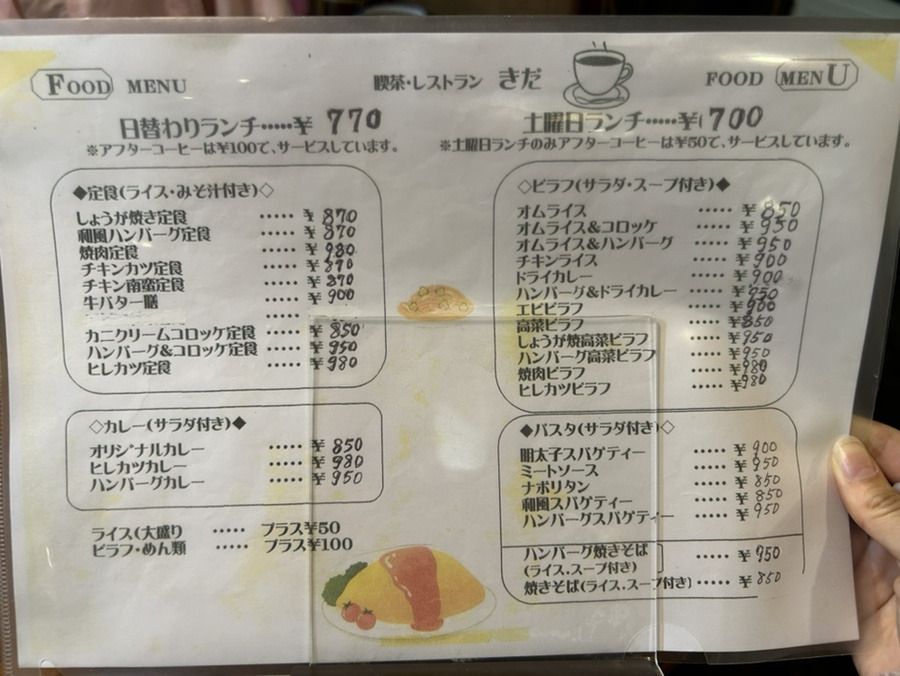 FOOD MENU
喫茶・レストラン きだ
FOOD MENU
日替わりランチ・・・・・¥ 770
※アフターコーヒーは¥100で、サービスしています。
土曜日ランチ・・・・・¥700
※土曜日ランチのみアフターコーヒーは¥50で、サービスしています。
◆定食(ライス・みそ汁付き)◇
しょうが焼き定食 ・・・・・ ¥ 870
和風ハンバーグ定食 ・・・・・ ¥ 870
焼肉定食 ・・・・・ ¥ 980
チキンカツ定食 ・・・・・ ¥ 870
チキン南蛮定食 ・・・・・ ¥ 870
牛バター膳 ・・・・・ ¥ 900
・・・・・
カニクリームコロッケ定食 ・・・・・ ¥ 850
ハンバーグ&コロッケ定食 ・・・・・ ¥ 950
ヒレカツ定食 ・・・・・ ¥ 980
◇カレー(サラダ付き)◆
オリジナルカレー ・・・・・ ¥ 850
ヒレカツカレー ・・・・・ ¥ 980
ハンバーグカレー ・・・・・ ¥ 950
ライス(大盛り ・・・・・ プラス¥50
ピラフ・めん類 ・・・・・ プラス¥100
◇ピラフ(サラダ・スープ付き)◆
オムライス ・・・・・ ¥ 850
オムライス&コロッケ ・・・・・ ¥ 950
オムライス&ハンバーグ ・・・・・ ¥ 950
チキンライス ・・・・・ ¥ 900
ドライカレー ・・・・・ ¥ 900
ハンバーグ&ドライカレー ・・・・・ ¥ 950
エビピラフ ・・・・・ ¥ 900
高菜ピラフ ・・・・・ ¥850
しょうが焼高菜ピラフ ・・・・・ ¥950
ハンバーグ高菜ピラフ ・・・・・ ¥950
焼肉ピラフ ・・・・・ ¥980
ヒレカツピラフ ・・・・・ ¥980
◆パスタ(サラダ付き)◇
明太子スパゲティー ・・・・・ ¥ 900
ミートソース ・・・・・ ¥ 950
ナポリタン ・・・・・ ¥ 850
和風スパゲティー ・・・・・ ¥ 850
ハンバーグスパゲティー ・・・・・ ¥ 950
ハンバーグ焼きそば ・・・・・ ¥ 950
(ライス、スープ付き)
焼きそば(ライス、スープ付き) ・・・・・ ¥ 850